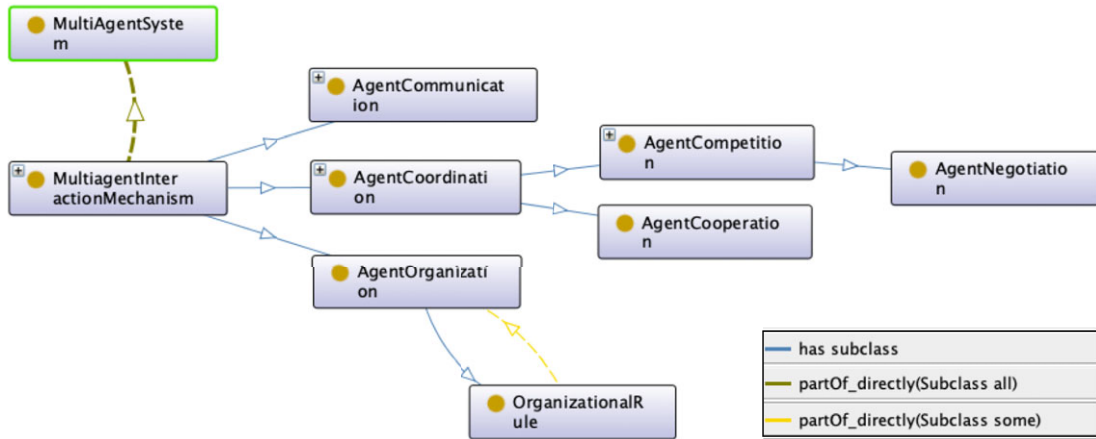 MultiAgentSyste
m
AgentCommunicat
ion
AgentCompetitio
n
AgentNegotiatio
n
MultiagentInter
actionMechanism
AgentCoordinati
on
AgentCooperatio
n
AgentOrganizati
on
OrganizationalR
ule
has subclass
partOf_directly(Subclass all)
partOf_directly(Subclass some)